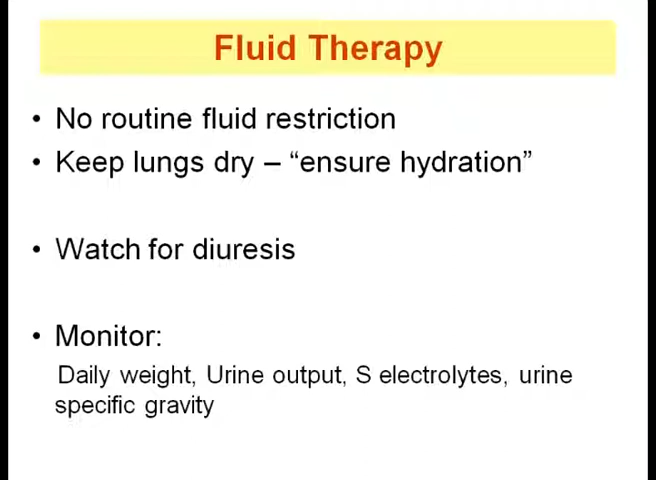 Fluid Therapy
• No routine fluid restriction
• Keep lungs dry – “ensure hydration”
• Watch for diuresis
• Monitor:
Daily weight, Urine output, S electrolytes, urine
specific gravity